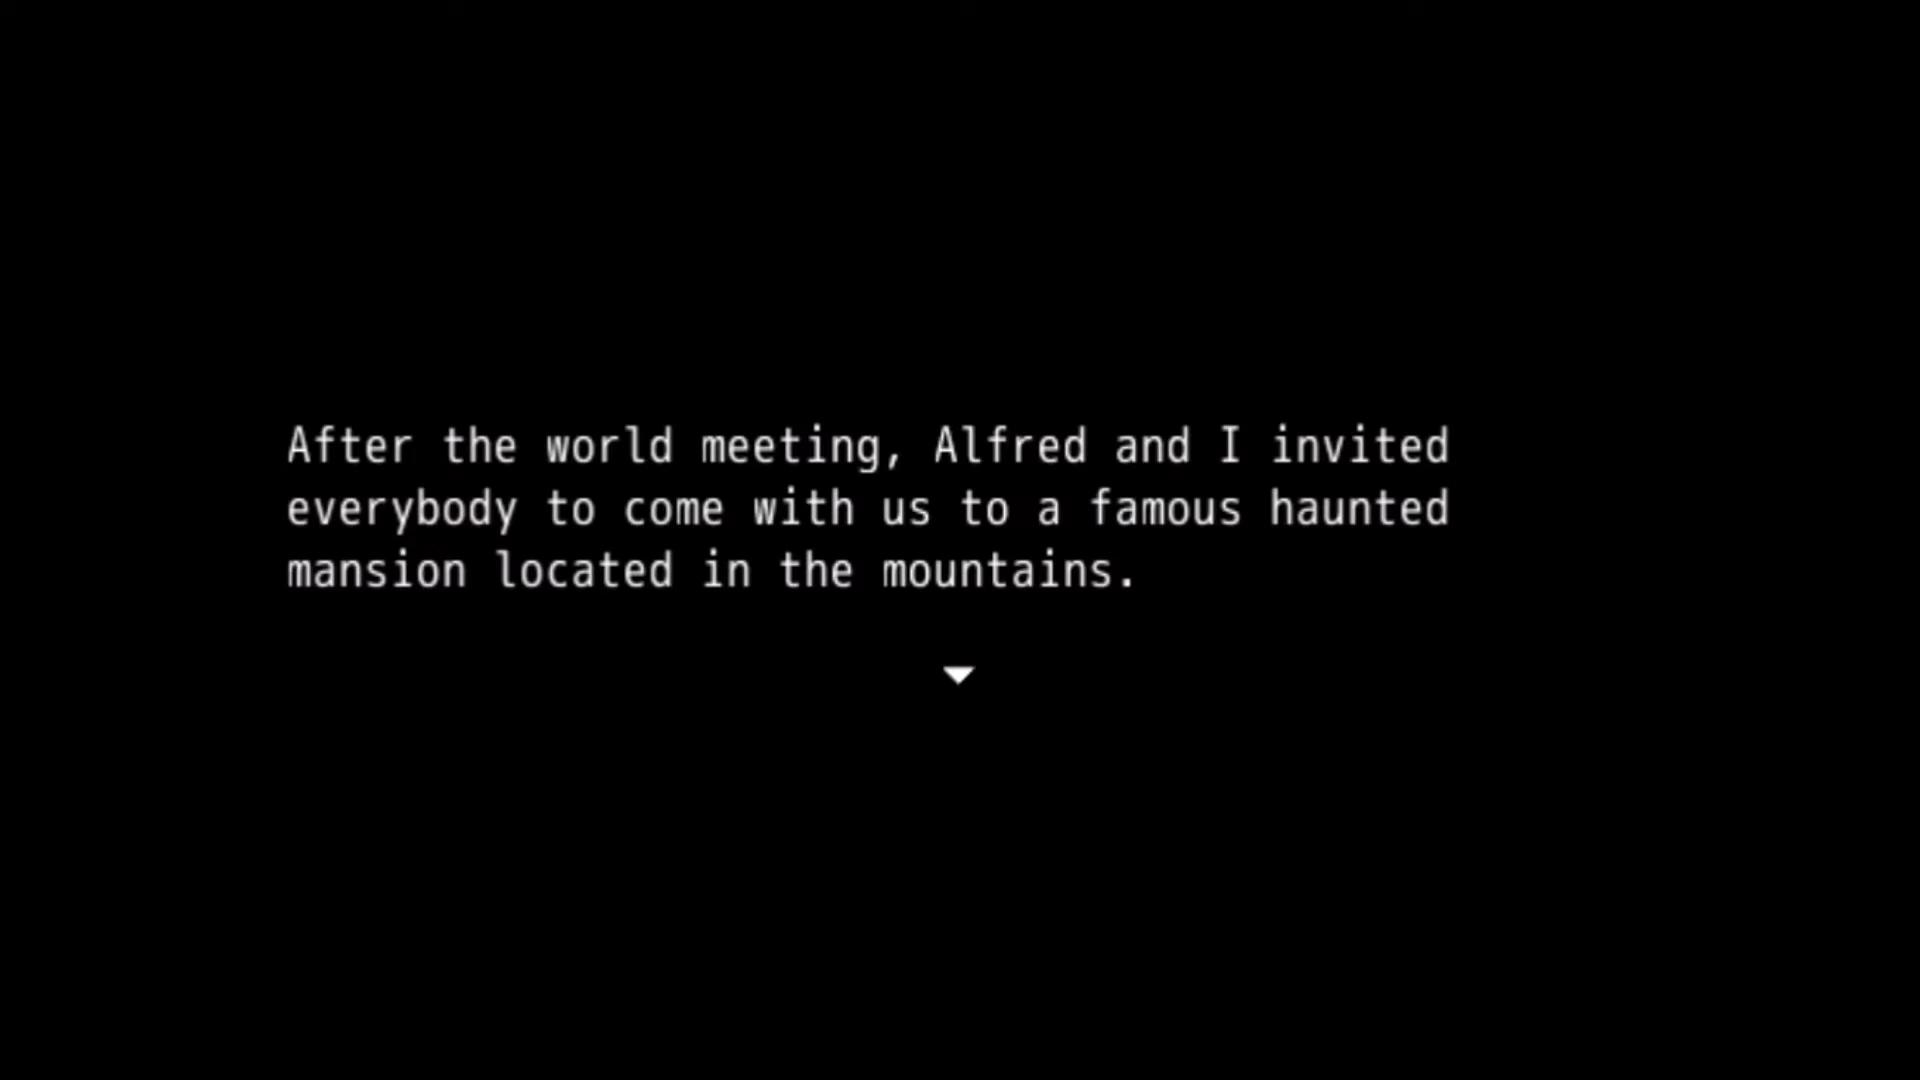 After the world meeting, Alfred and I invited
everybody to come with us to a famous haunted
mansion located in the mountains.